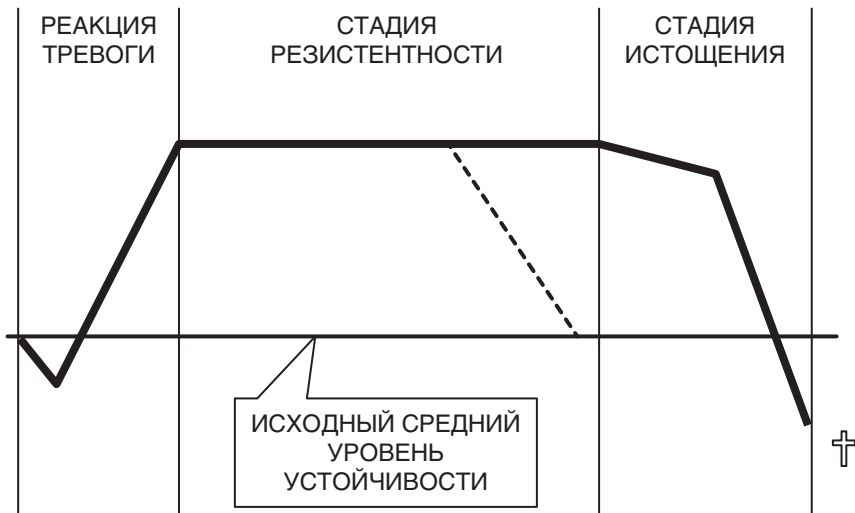 РЕАКЦИЯ
ТРЕВОГИ
СТАДИЯ
РЕЗИСТЕНТНОСТИ
СТАДИЯ
ИСТОЩЕНИЯ
ИСХОДНЫЙ СРЕДНИЙ
УРОВЕНЬ
УСТОЙЧИВОСТИ